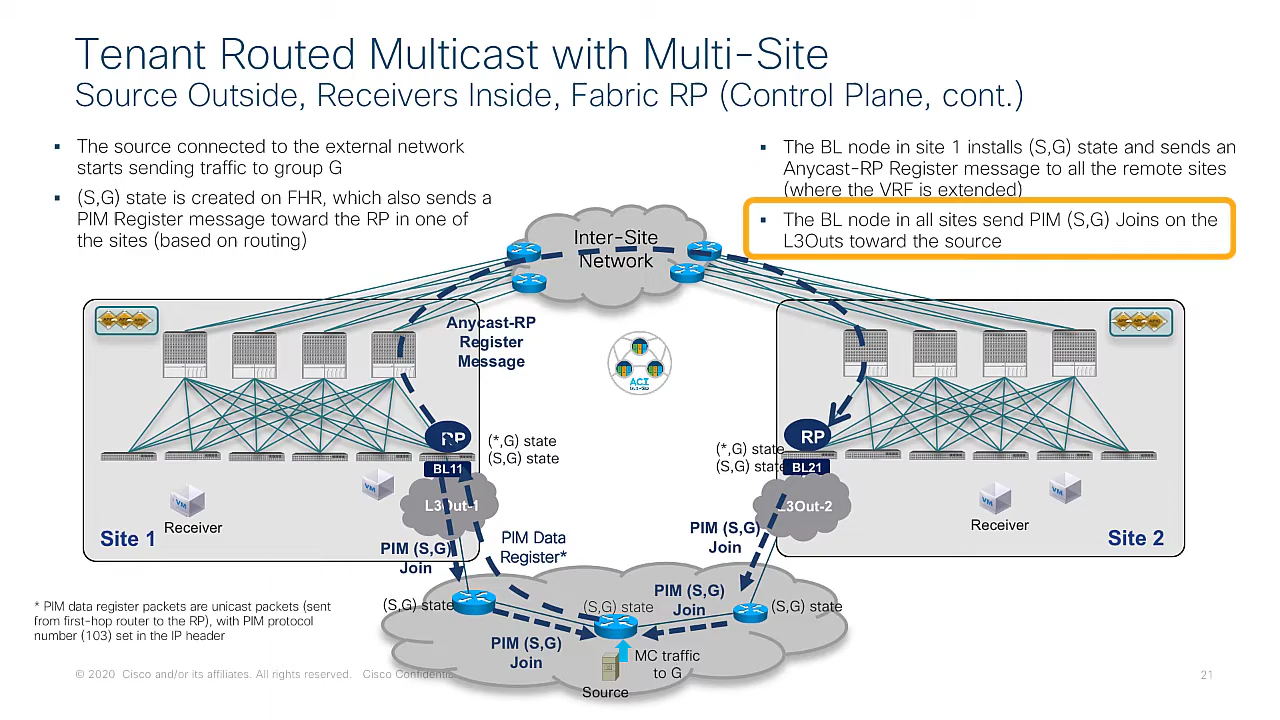 Tenant Routed Multicast with Multi-Site
Source Outside, Receivers Inside, Fabric RP (Control Plane, cont.)
▪ The source connected to the external network
starts sending traffic to group G
▪ (S,G) state is created on FHR, which also sends a
PIM Register message toward the RP in one of
the sites (based on routing)
▪ The BL node in site 1 installs (S,G) state and sends an
Anycast-RP Register message to all the remote sites
(where the VRF is extended)
▪ The BL node in all sites send PIM (S,G) Joins on the
L3Outs toward the source
Inter-Site
Network
Anycast-RP
Register
Message
ACI
RP
(*,G) state
(S,G) state
BL11
L3Out-1
VM
VM
Receiver
Site 1
PIM (S,G)
Join
PIM Data
Register*
RP
(*,G) state
(S,G) state
BL21
L3Out-2
VM
VM
Receiver
Site 2
PIM (S,G)
Join
(S,G) state
(S,G) state
PIM (S,G)
Join
(S,G) state
PIM (S,G)
Join
MC traffic
to G
Source
* PIM data register packets are unicast packets (sent
from first-hop router to the RP), with PIM protocol
number (103) set in the IP header
© 2020 Cisco and/or its affiliates. All rights reserved. Cisco Confidential
21